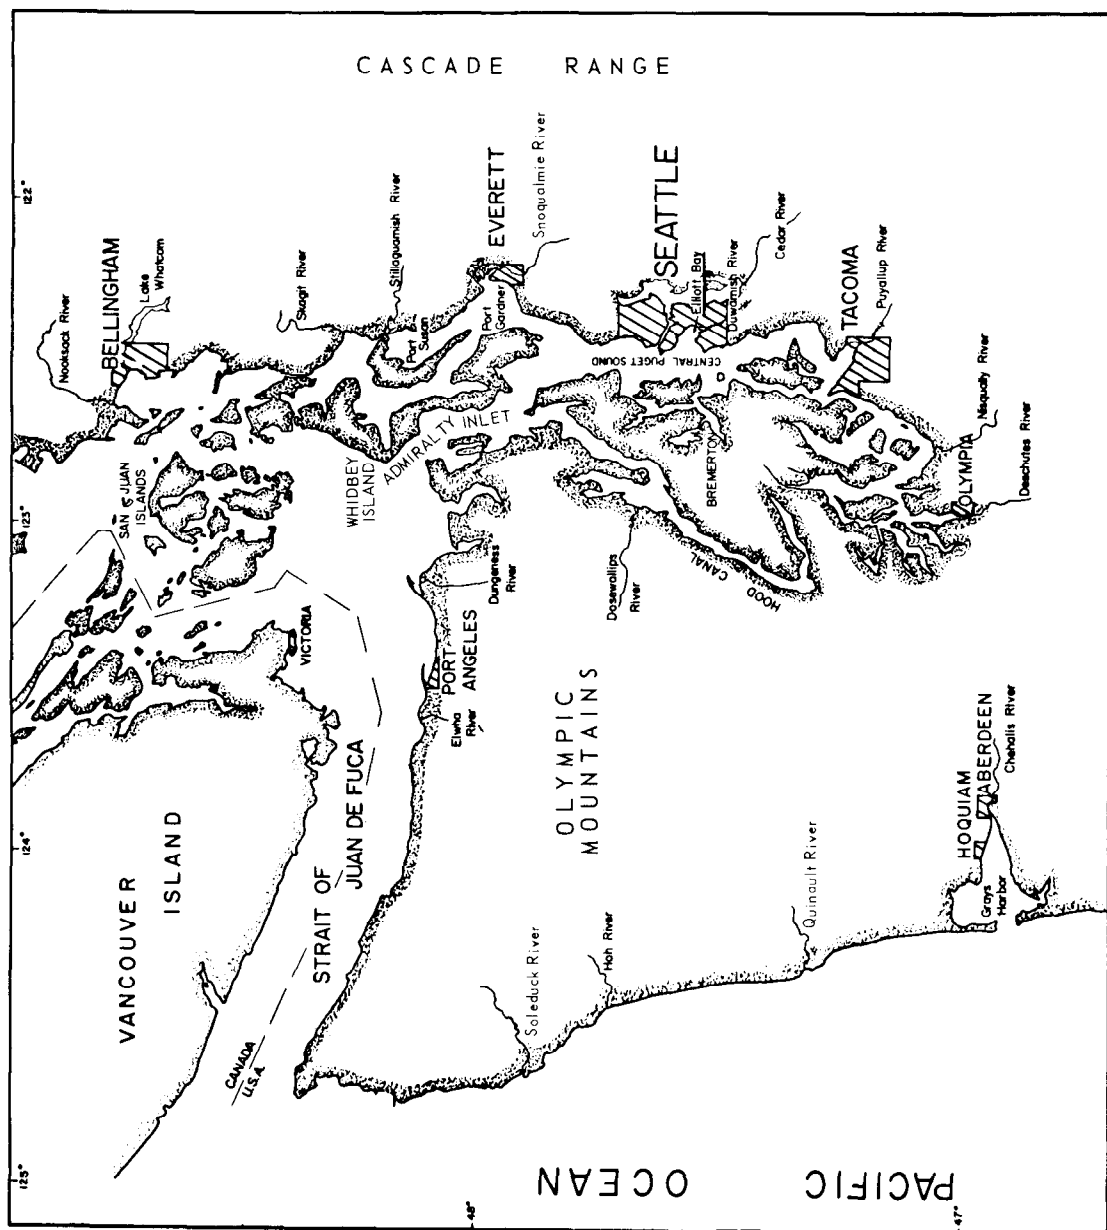 CASCADE RANGE
122°
Nooksack River
BELLINGHAM
Lake
Whatcom
Skagit River
Stillaguamish River
Port
Susan
EVERETT
Port
Gardner
Snoqualmie River
SEATTLE
Elliott Bay
Duwamish River
Cedar River
CENTRAL PUGET SOUND
TACOMA
Puyallup River
Nisqually River
OLYMPIA
Deschutes River
123°
SAN JUAN
ISLANDS
WHIDBEY
ISLAND
ADMIRALTY INLET
BREMERTON
HOOD CANAL
Dosewallips
River
Dungeness
River
VICTORIA
PORT
ANGELES
Elwha
River
OLYMPIC
MOUNTAINS
124°
VANCOUVER
ISLAND
STRAIT OF
JUAN DE FUCA
CANADA
U.S.A.
HOQUIAM
ABERDEEN
Chehalis River
Grays
Harbor
Quinault River
Hoh River
Soleduck River
125°
48°
47°
PACIFIC OCEAN